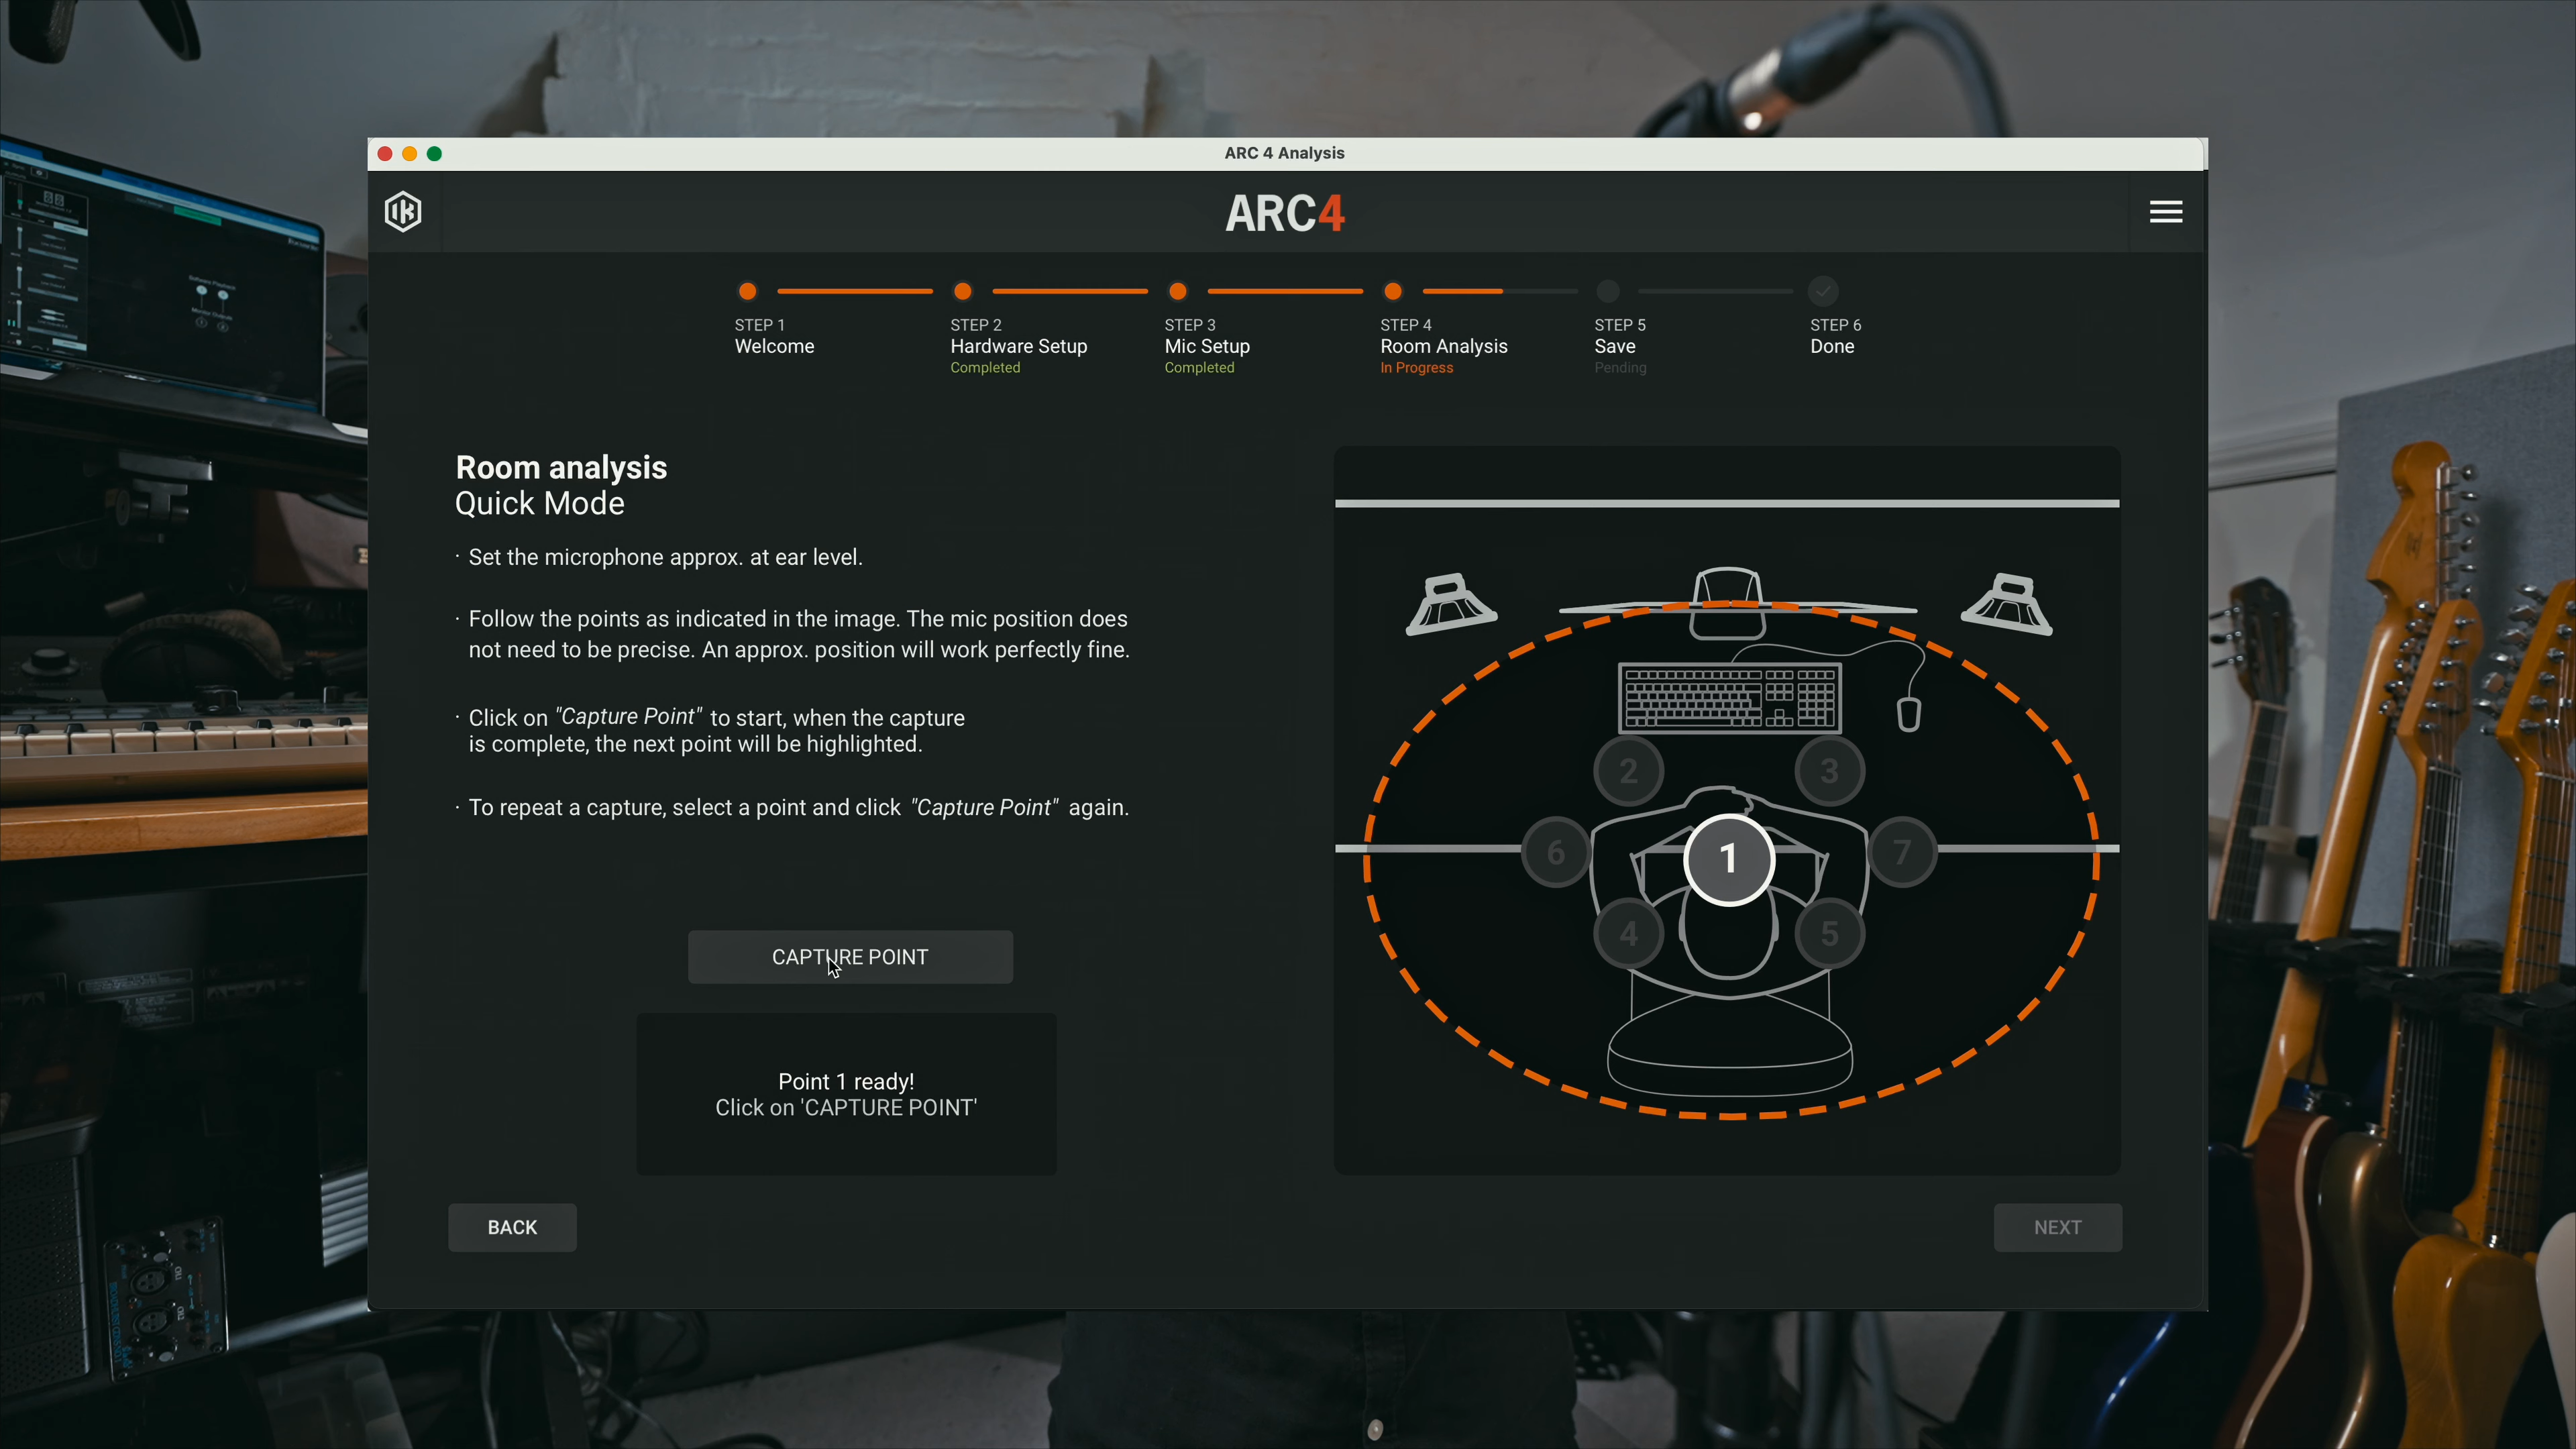 ARC 4 Analysis
IK
ARC4
STEP 1
Welcome
STEP 2
Hardware Setup
Completed
STEP 3
Mic Setup
Completed
STEP 4
Room Analysis
In Progress
STEP 5
Save
Pending
STEP 6
Done
Room analysis
Quick Mode
· Set the microphone approx. at ear level.
· Follow the points as indicated in the image. The mic position does
not need to be precise. An approx. position will work perfectly fine.
· Click on "Capture Point" to start, when the capture
is complete, the next point will be highlighted.
· To repeat a capture, select a point and click "Capture Point" again.
CAPTURE POINT
Point 1 ready!
Click on 'CAPTURE POINT'
2
3
6
1
7
4
5
BACK
NEXT